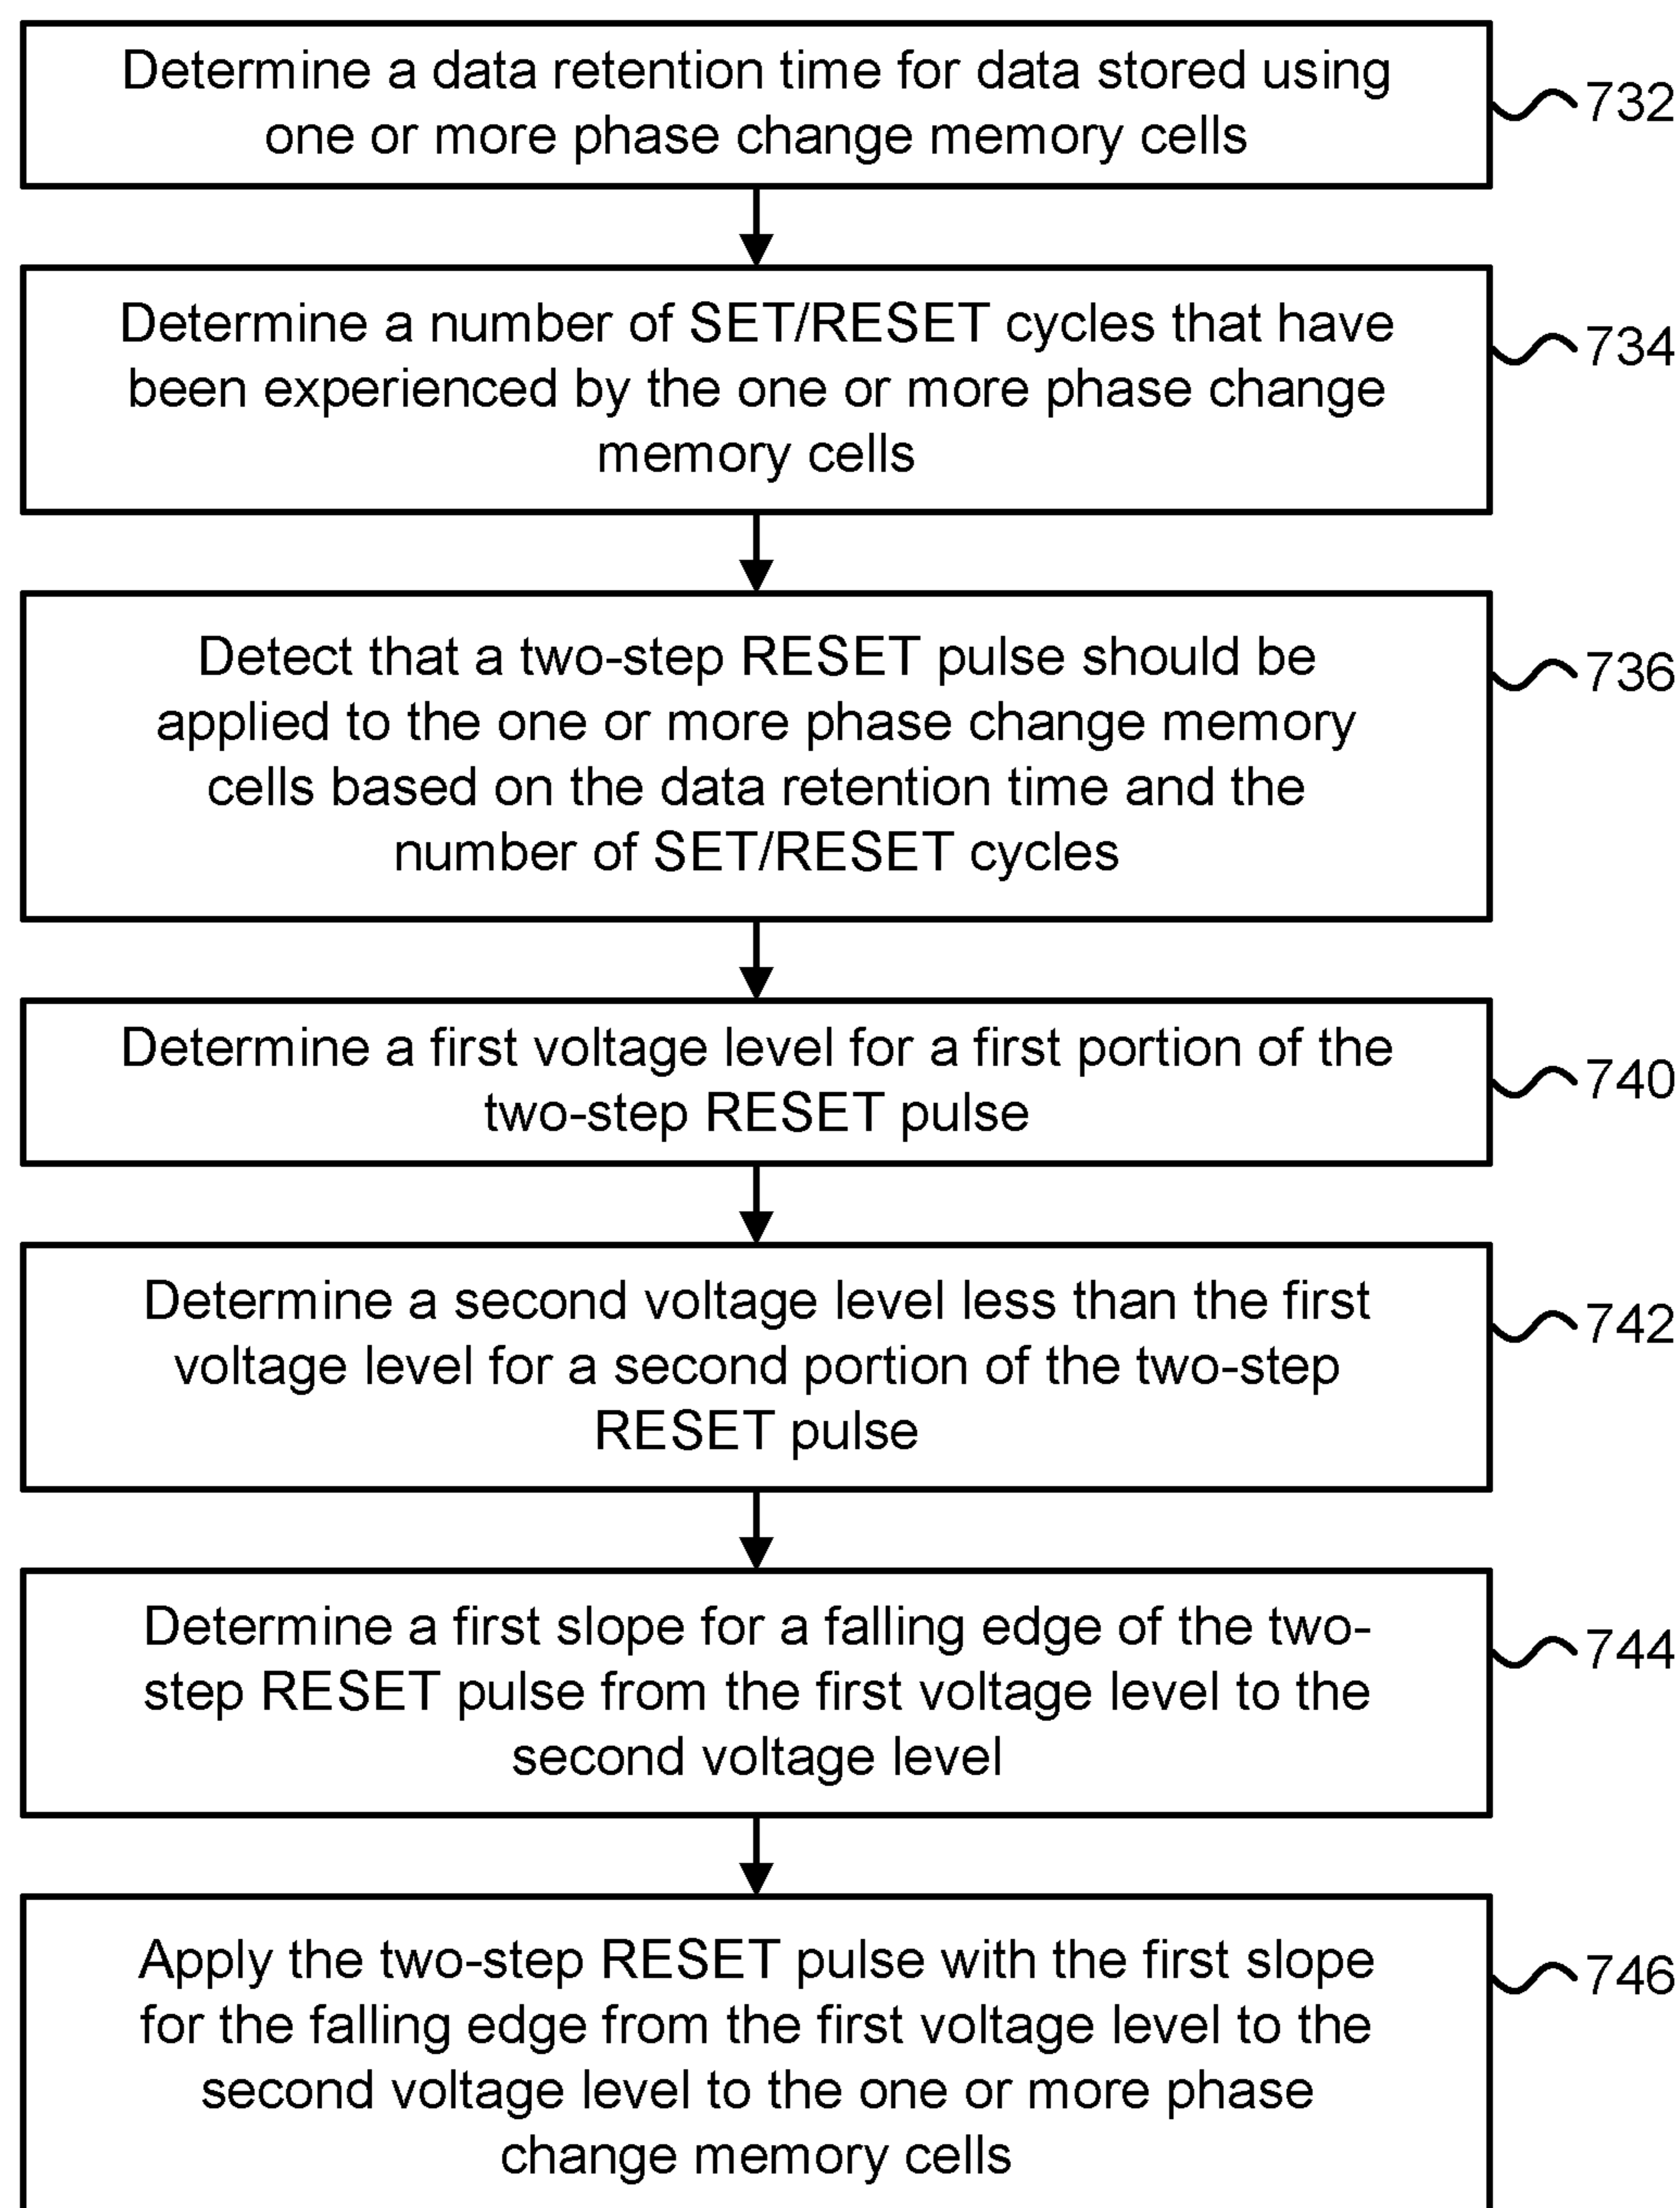 Determine a data retention time for data stored using
one or more phase change memory cells
732
Determine a number of SET/RESET cycles that have
been experienced by the one or more phase change
memory cells
734
Detect that a two-step RESET pulse should be
applied to the one or more phase change memory
cells based on the data retention time and the
number of SET/RESET cycles
736
Determine a first voltage level for a first portion of the
two-step RESET pulse
740
Determine a second voltage level less than the first
voltage level for a second portion of the two-step
RESET pulse
742
Determine a first slope for a falling edge of the two-
step RESET pulse from the first voltage level to the
second voltage level
744
Apply the two-step RESET pulse with the first slope
for the falling edge from the first voltage level to the
second voltage level to the one or more phase
change memory cells
746